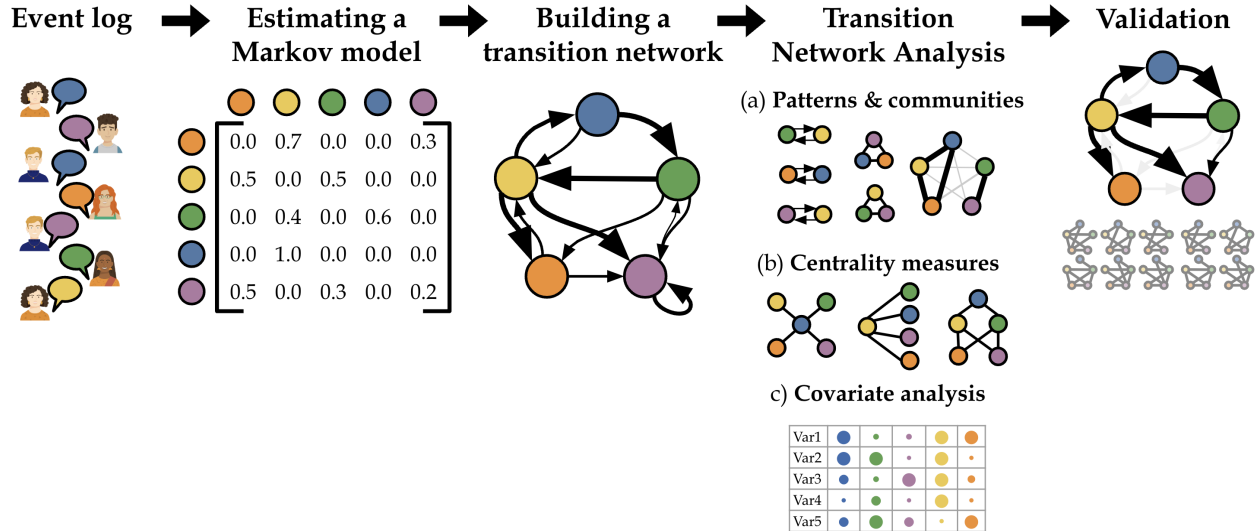 Event log
Estimating a
Markov model
Building a
transition network
Transition
Network Analysis
Validation
0.0 0.7 0.0 0.0 0.3
0.5 0.0 0.5 0.0 0.0
0.0 0.4 0.0 0.6 0.0
0.0 1.0 0.0 0.0 0.0
0.5 0.0 0.3 0.0 0.2
(a) Patterns & communities
(b) Centrality measures
c) Covariate analysis
Var1
Var2
Var3
Var4
Var5